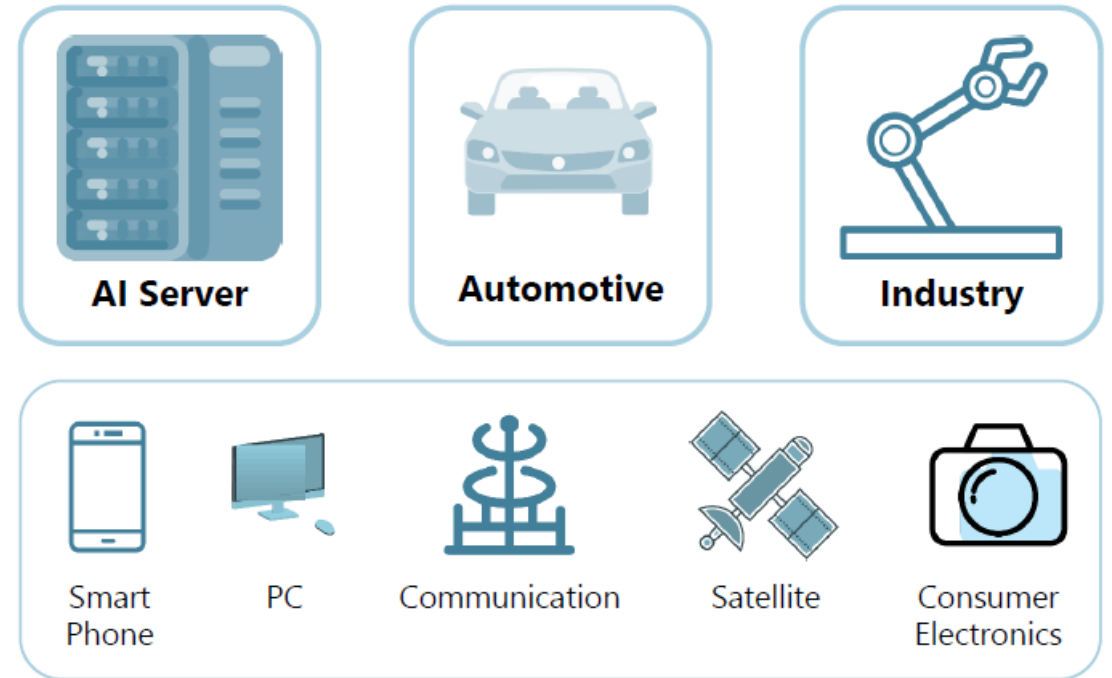 AI Server
Automotive
Industry
Smart
Phone
PC
Communication
Satellite
Consumer
Electronics